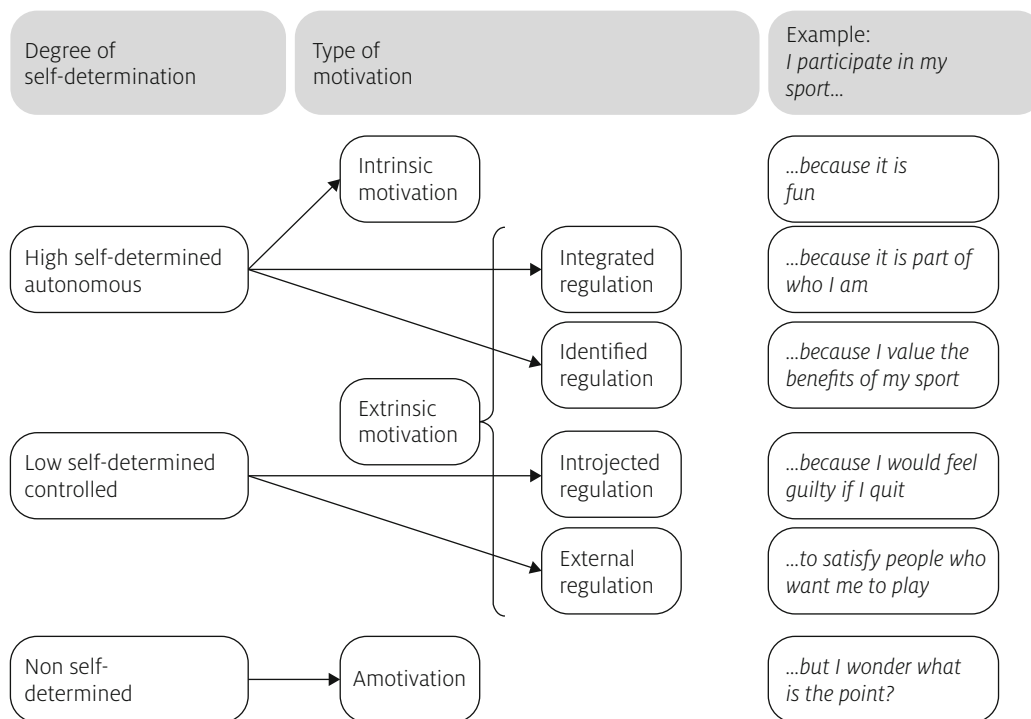 Degree of
self-determination
Type of
motivation
Example:
I participate in my
sport...
Intrinsic
motivation
...because it is
fun
High self-determined
autonomous
Integrated
regulation
...because it is part of
who I am
Identified
regulation
...because I value the
benefits of my sport
Extrinsic
motivation
Low self-determined
controlled
Introjected
regulation
...because I would feel
guilty if I quit
External
regulation
...to satisfy people who
want me to play
Non self-
determined
Amotivation
...but I wonder what
is the point?